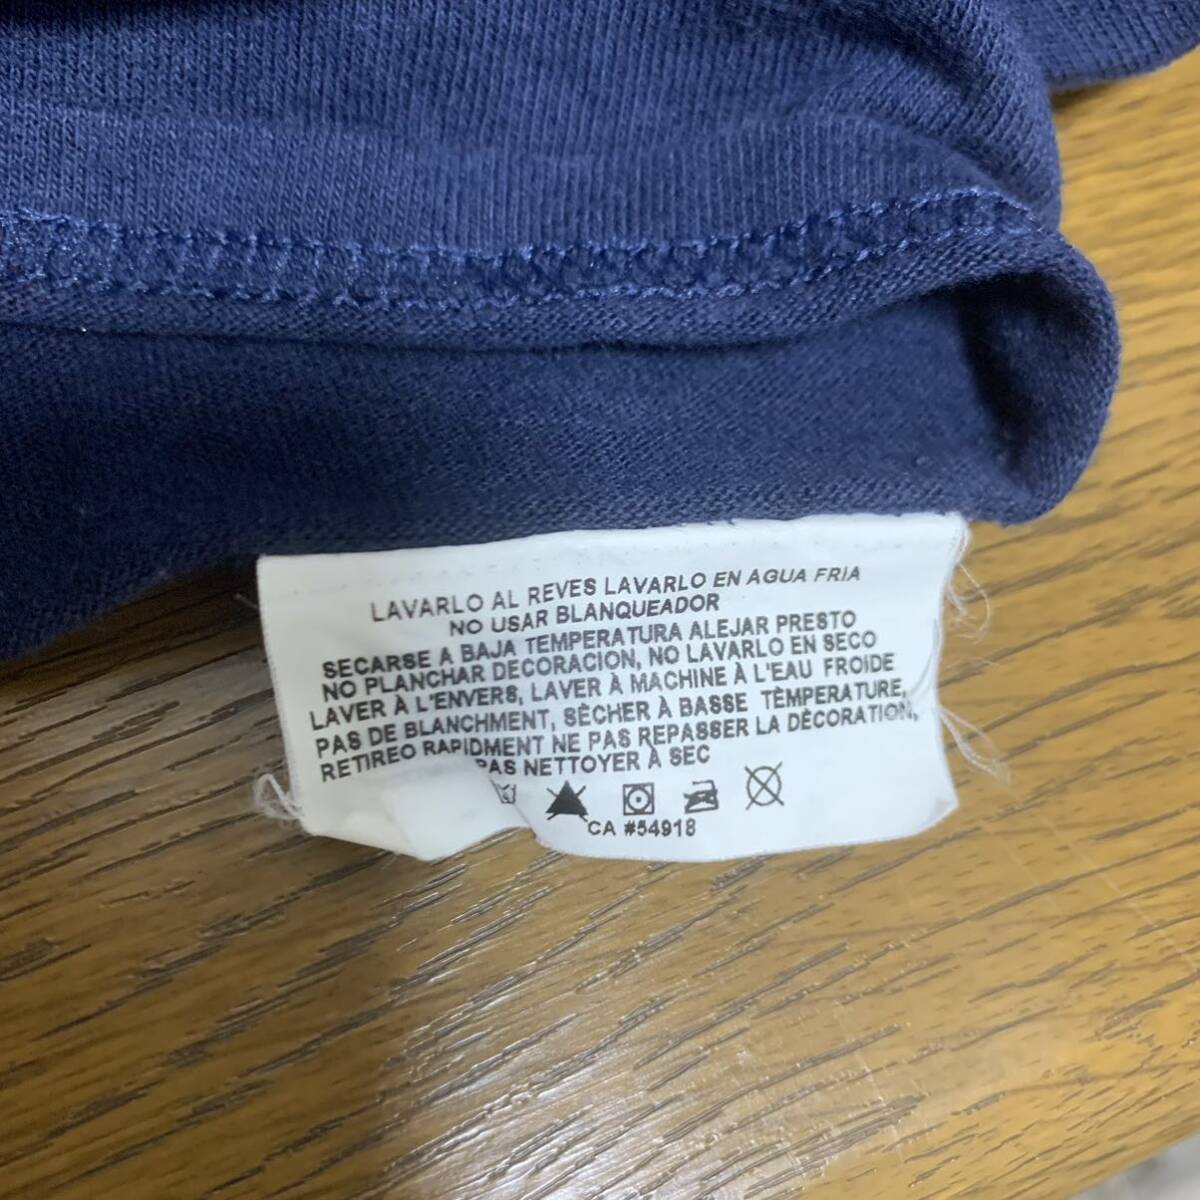 LAVARLO AL REVES LAVARLO EN AGUA FRIA
NO USAR BLANQUEADOR
SECARSE A BAJA TEMPERATURA ALEJAR PRESTO
NO PLANCHAR DECORACION, NO LAVARLO EN SECO
LAVER À L'ENVERS, LAVER À MACHINE À L'EAU FROIDE
PAS DE BLANCHMENT, SÈCHER À BASSE TÈMPERATURE,
RETIREO RAPIDMENT NE PAS REPASSER LA DÈCORATION,
PAS NETTOYER À SEC
CA #54918